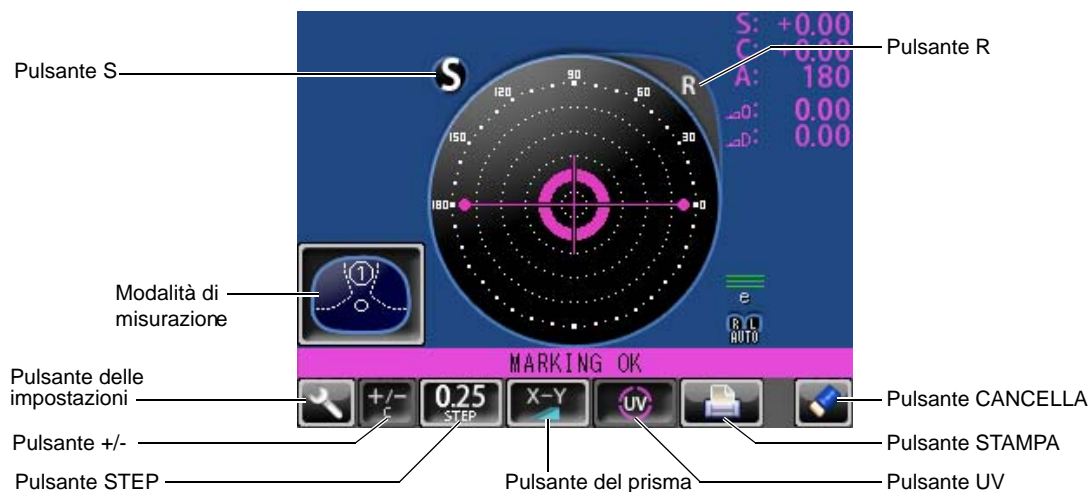 S: +0.00
C: +0.00
A: 180
⊿O: 0.00
⊿D: 0.00
Pulsante R
Pulsante S
S
R
90
120
60
150
30
180
0
1
Modalità di
misurazione
e
R L
AUTO
MARKING OK
Pulsante delle
impostazioni
+/-
C
0.25
STEP
X-Y
UV
Pulsante CANCELLA
Pulsante +/-
Pulsante STAMPA
Pulsante STEP
Pulsante del prisma
Pulsante UV